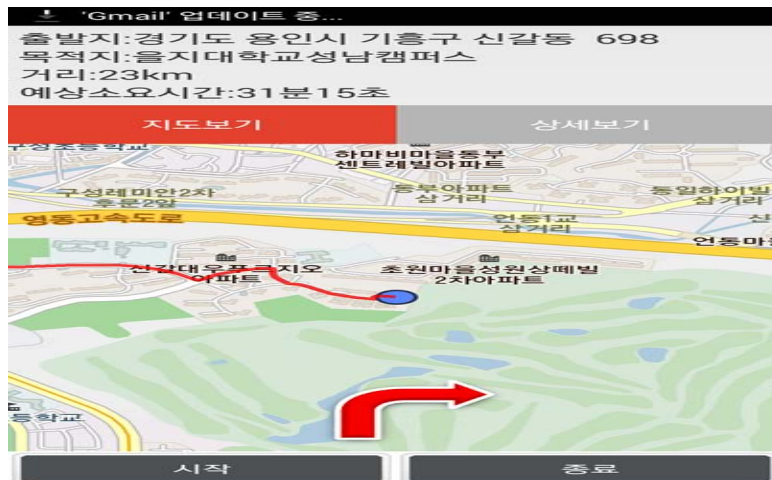 'Gmail' 업데이트 중...
출발지:경기도 용인시 기흥구 신갈동 698
목적지:을지대학교성남캠퍼스
거리:23km
예상소요시간:31분15초
지도보기
상세보기
하마비마을동부
센트레빌아파트
구성래미안2차
후문2앞
동부아파트
삼거리
동일하이빌
삼거리
영동고속도로
언동1교
삼거리
언동마
신갈대우푸르지오
아파트
초원마을성원상떼빌
2차아파트
등학교
시작
종료